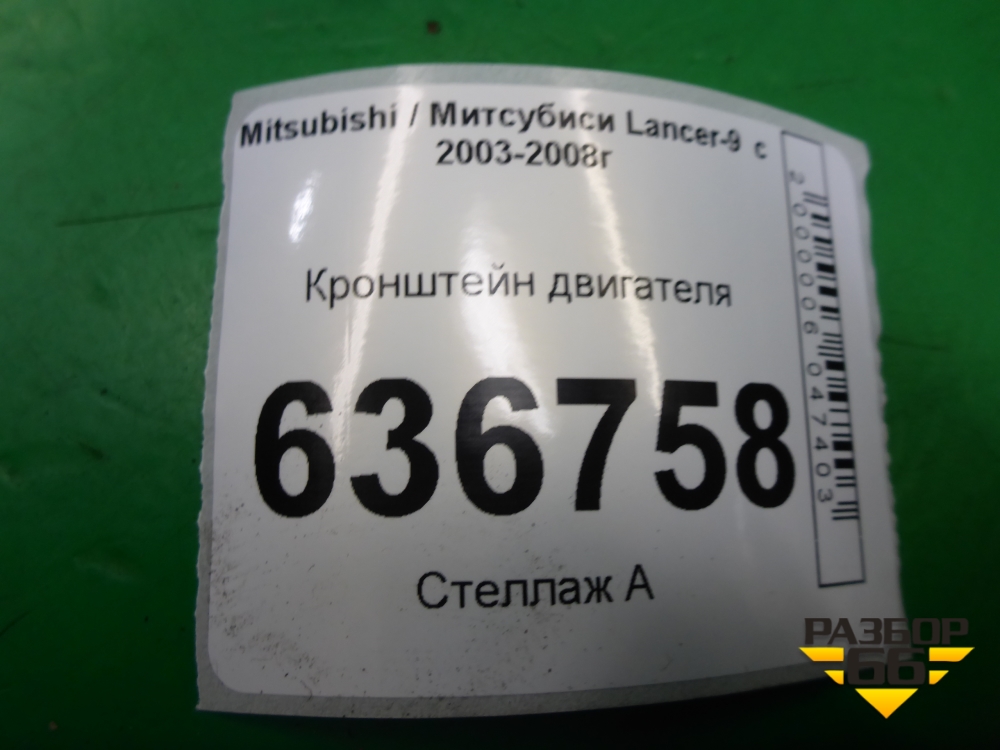 Mitsubishi / Митсубиси Lancer-9 с
2003-2008г
Кронштейн двигателя
636758
Стеллаж А
2000006047403
РАЗБОР
66